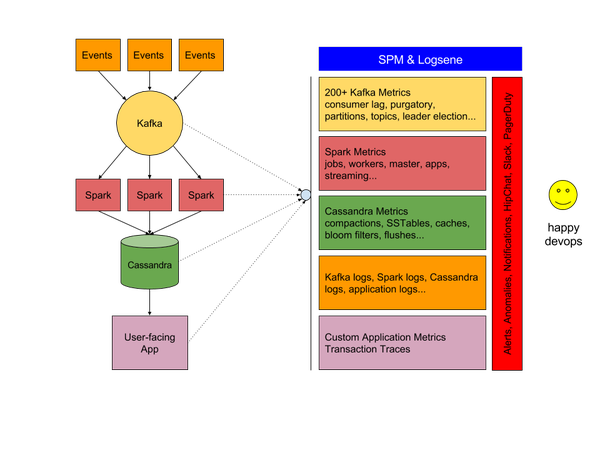 Events
Events
Events
Kafka
Spark
Spark
Spark
Cassandra
User-facing
App
SPM & Logsene
200+ Kafka Metrics
consumer lag, purgatory,
partitions, topics, leader election...
Spark Metrics
jobs, workers, master, apps,
streaming...
Cassandra Metrics
compactions, SSTables, caches,
bloom filters, flushes...
Kafka logs, Spark logs, Cassandra
logs, application logs...
Custom Application Metrics
Transaction Traces
Alerts, Anomalies, Notifications, HipChat, Slack, PagerDuty
happy
devops